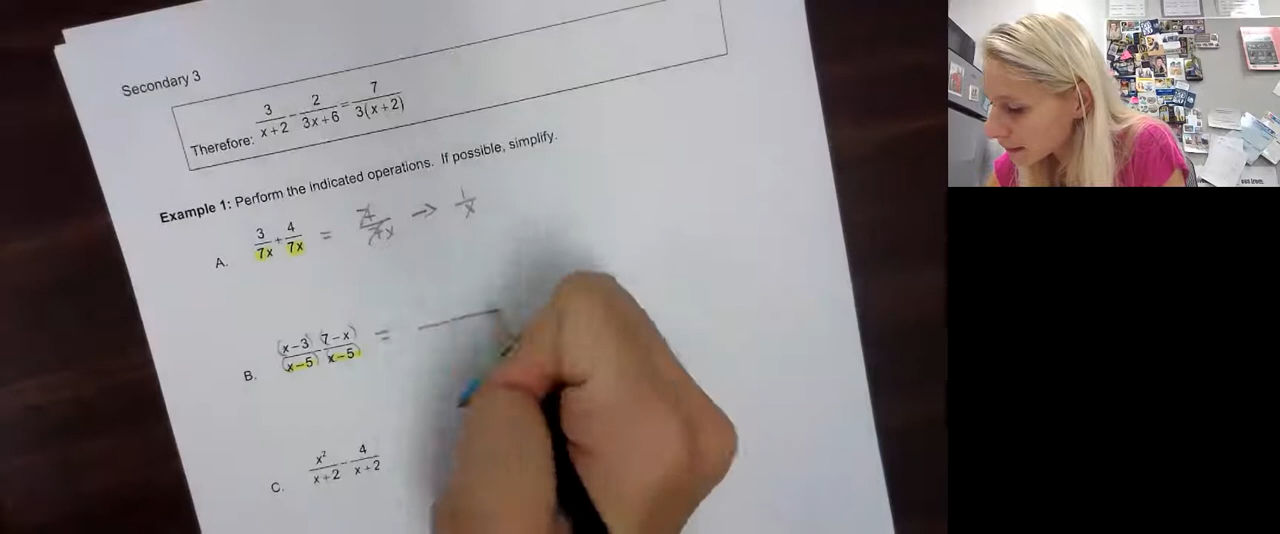 Secondary 3
Therefore: 3/(x+2) - 2/(3x+6) = 7/(3(x+2))
Example 1: Perform the indicated operations. If possible, simplify.
A. 3/7x + 4/7x = 7/7x → 1/x
B. (x-3)/(x-5) - (7-x)/(x-5) =
C. x²/(x+2) - 4/(x+2)